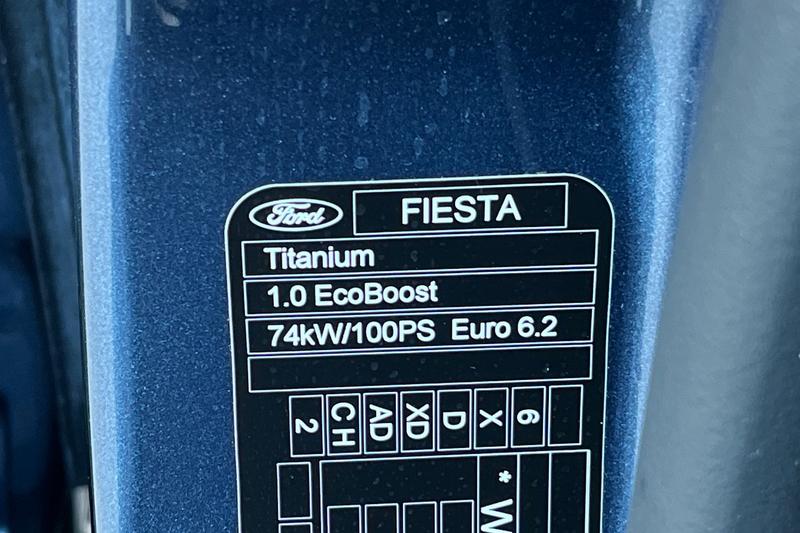 Ford FIESTA
Titanium
1.0 EcoBoost
74kW/100PS Euro 6.2
2 CH AD XD D X 6
* W